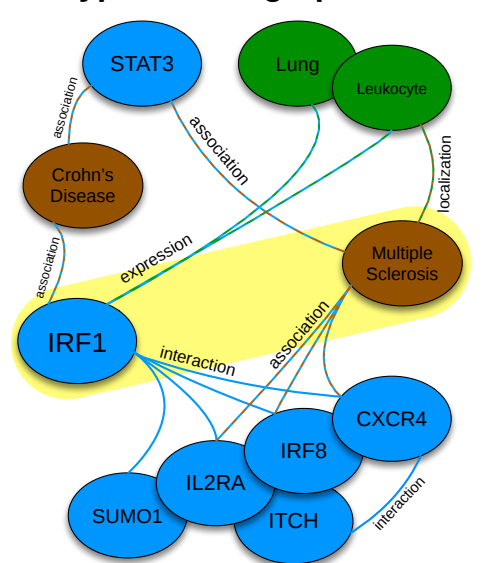 STAT3
Lung
Leukocyte
association
association
localization
Crohn's
Disease
expression
Multiple
Sclerosis
association
IRF1
interaction
association
CXCR4
IRF8
IL2RA
SUMO1
ITCH
interaction